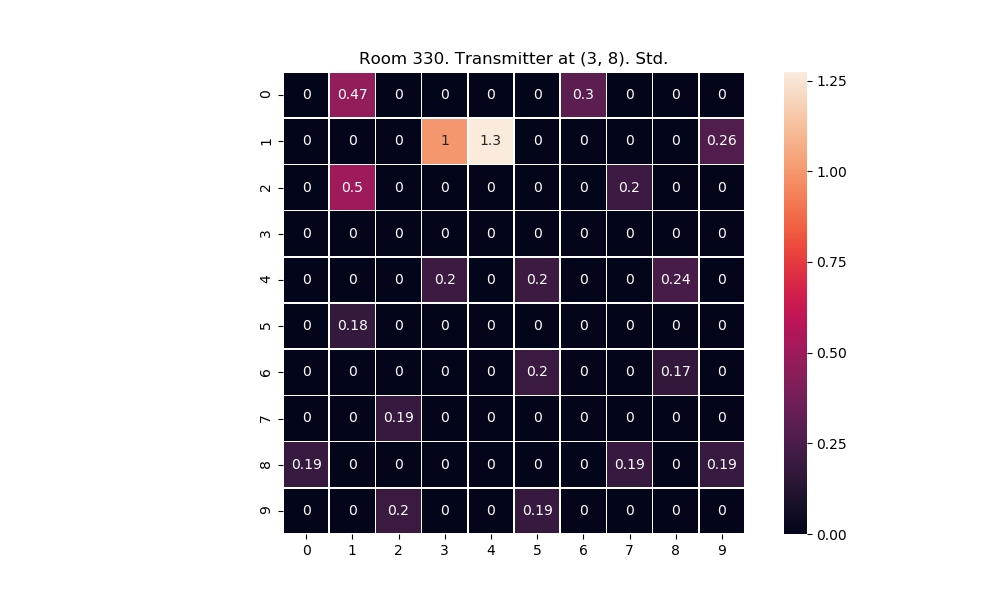 Room 330. Transmitter at (3, 8). Std.
0 0 0.47 0 0 0 0 0.3 0 0 0
1 0 0 0 1 1.3 0 0 0 0 0.26
2 0 0.5 0 0 0 0 0 0.2 0 0
3 0 0 0 0 0 0 0 0 0 0
4 0 0 0 0.2 0 0.2 0 0 0.24 0
5 0 0.18 0 0 0 0 0 0 0 0
6 0 0 0 0 0 0.2 0 0 0.17 0
7 0 0 0.19 0 0 0 0 0 0 0
8 0.19 0 0 0 0 0 0 0.19 0 0.19
9 0 0 0.2 0 0 0.19 0 0 0 0
0 1 2 3 4 5 6 7 8 9
1.25
1.00
0.75
0.50
0.25
0.00